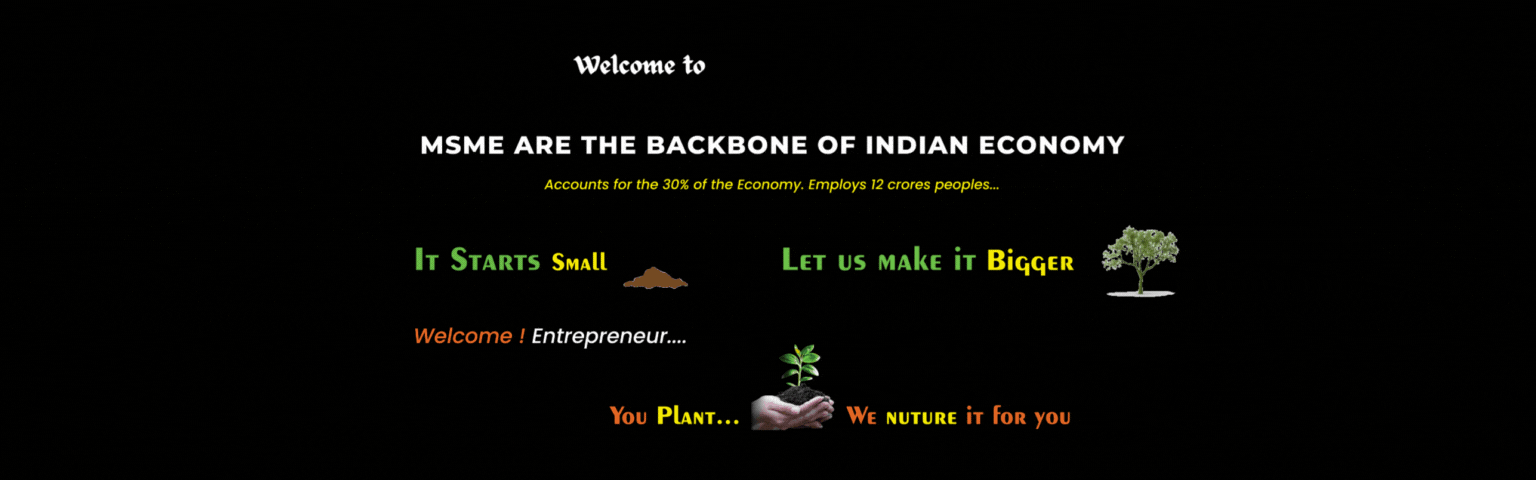 Welcome to
MSME ARE THE BACKBONE OF INDIAN ECONOMY
Accounts for the 30% of the Economy. Employs 12 crores peoples...
It Starts Small
Let us make it Bigger
Welcome ! Entrepreneur....
You Plant... We nuture it for you